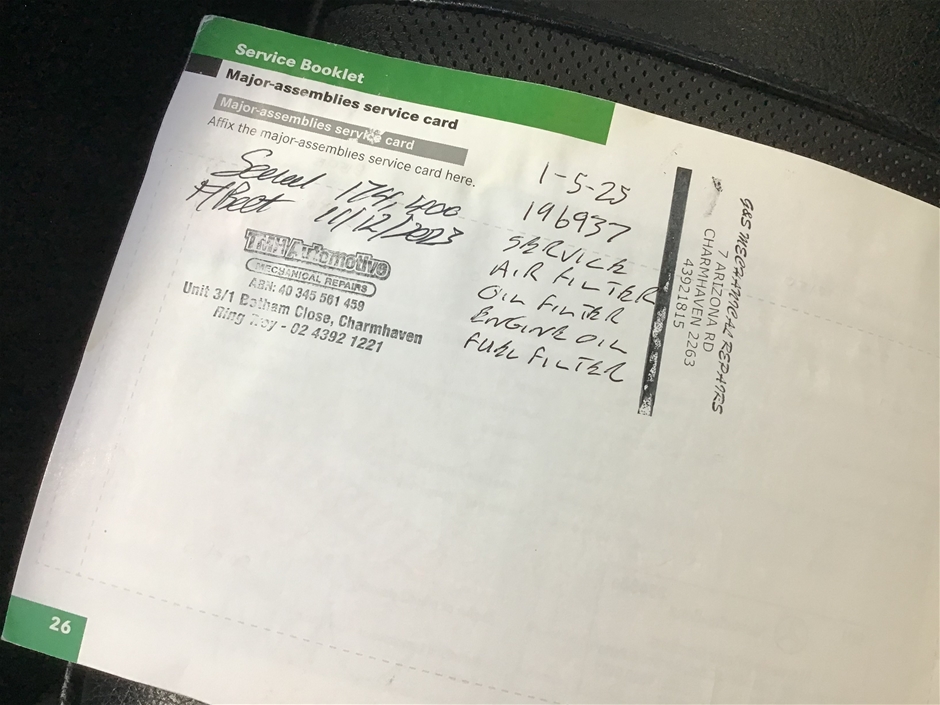 Service Booklet
Major-assemblies service card
Major-assemblies service card
Affix the major-assemblies service card here.
174,400
11/12/2023
TMH Automotive
MECHANICAL REPAIRS
ABN: 40 345 561 459
Unit 3/1 Botham Close, Charmhaven
Ring Troy - 02 4392 1221
1-5-25
196937
SERVICE
AIR FILTER
OIL FILTER
ENGINE OIL
FUEL FILTER
G&S MECHANICAL REPAIRS
7 ARIZONA RD
CHARMHAVEN 2263
43921815
26